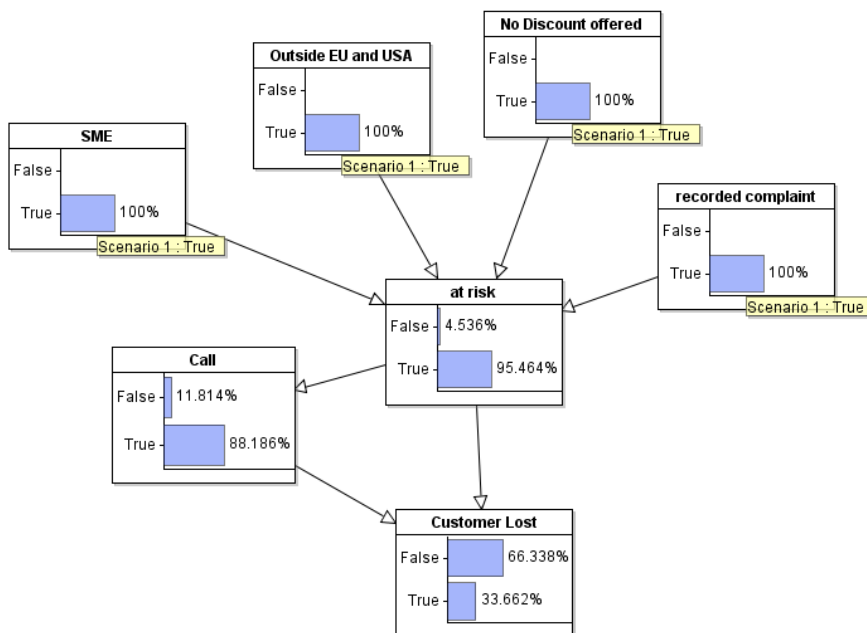 No Discount offered
False
True
100%
Scenario 1 : True
Outside EU and USA
False
True
100%
Scenario 1 : True
SME
False
True
100%
Scenario 1 : True
recorded complaint
False
True
100%
Scenario 1 : True
at risk
False
4.536%
True
95.464%
Call
False
11.814%
True
88.186%
Customer Lost
False
66.338%
True
33.662%